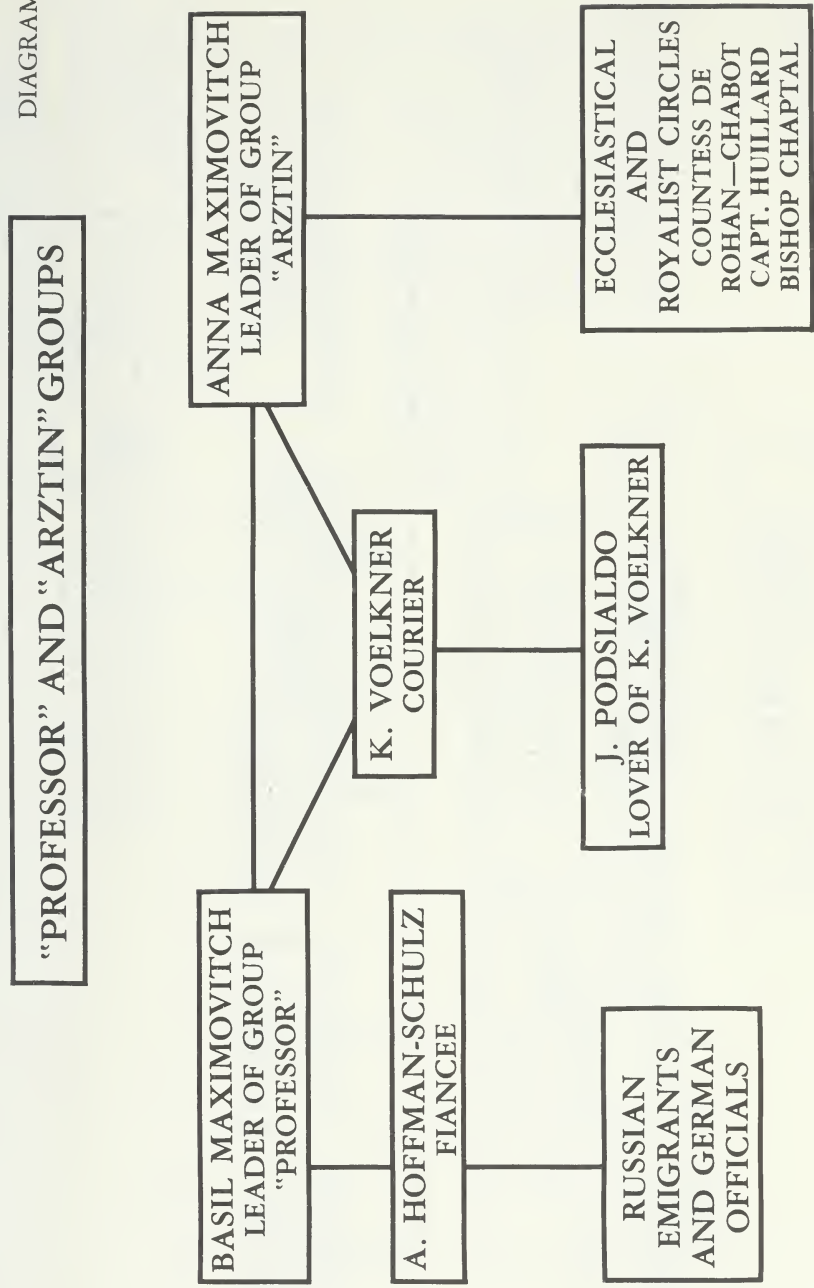 DIAGRAM
"PROFESSOR" AND "ARZTIN" GROUPS
BASIL MAXIMOVITCH
LEADER OF GROUP
"PROFESSOR"
ANNA MAXIMOVITCH
LEADER OF GROUP
"ARZTIN"
K. VOELKNER
COURIER
A. HOFFMAN-SCHULZ
FIANCEE
J. PODSIALDO
LOVER OF K. VOELKNER
RUSSIAN
EMIGRANTS
AND GERMAN
OFFICIALS
ECCLESIASTICAL
AND
ROYALIST CIRCLES
COUNTESS DE
ROHAN—CHABOT
CAPT. HUILLARD
BISHOP CHAPTAL